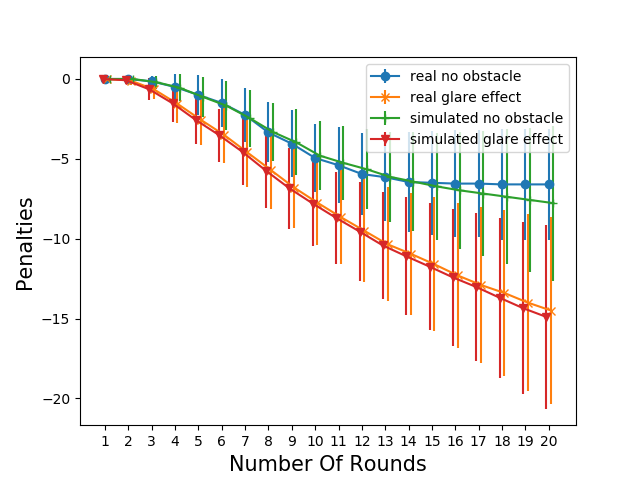 real no obstacle
real glare effect
simulated no obstacle
simulated glare effect
0
−5
−10
−15
−20
Penalties
1 2 3 4 5 6 7 8 9 10 11 12 13 14 15 16 17 18 19 20
Number Of Rounds